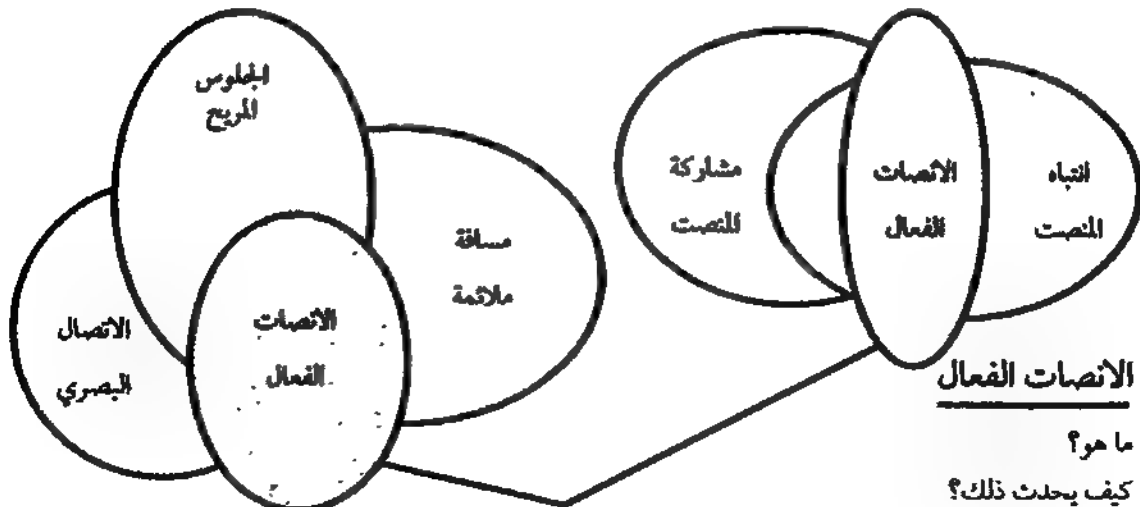 انتباه
المنصت
الانصات
الفعال
مشاركة
المنصت
الجلوس
المريح
مسافة
ملائمة
الانصات
الفعال
الاتصال
البصري
الانصات الفعال
ما هو؟
كيف يحدث ذلك؟